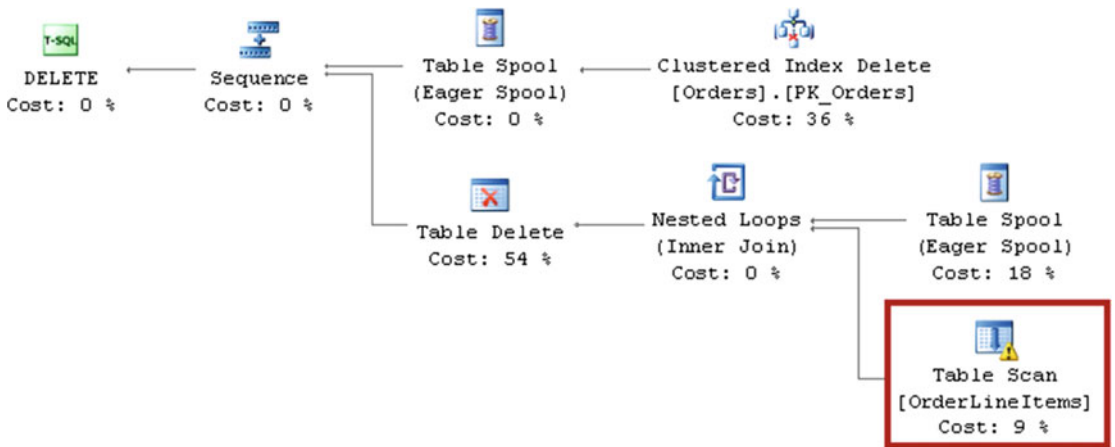 T-SQL
DELETE
Cost: 0 %
Sequence
Cost: 0 %
Table Spool
(Eager Spool)
Cost: 0 %
Clustered Index Delete
[Orders].[PK_Orders]
Cost: 36 %
Table Delete
Cost: 54 %
Nested Loops
(Inner Join)
Cost: 0 %
Table Spool
(Eager Spool)
Cost: 18 %
Table Scan
[OrderLineItems]
Cost: 9 %